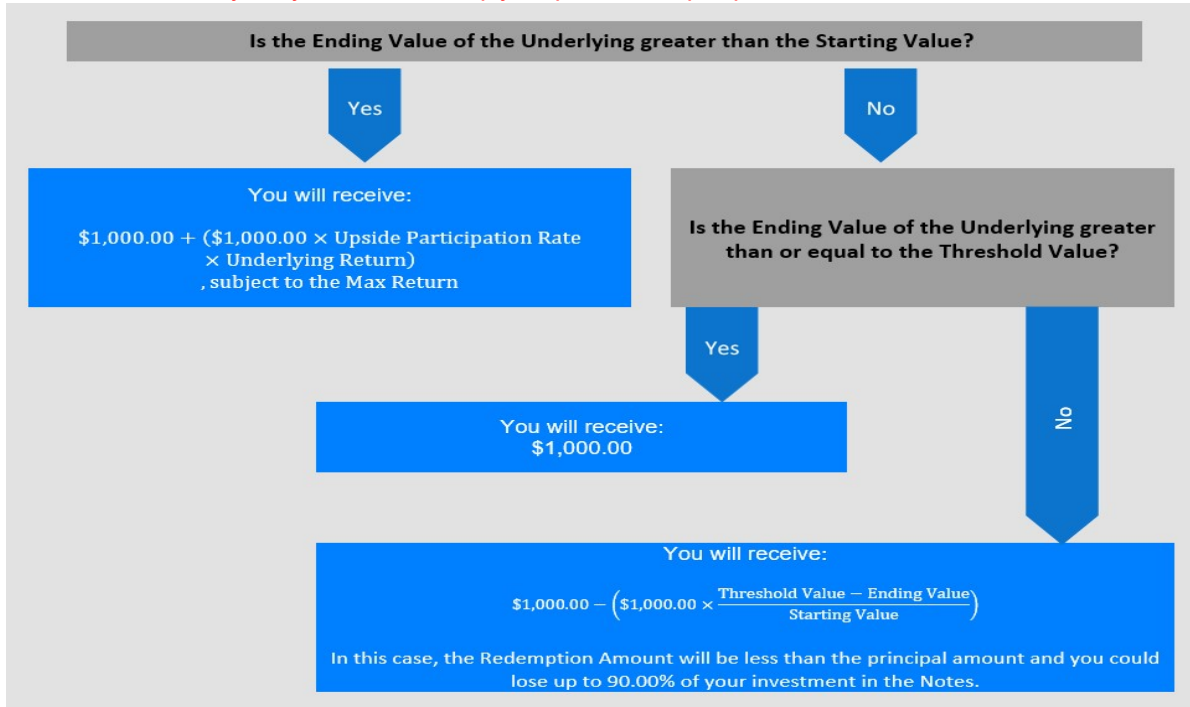 Is the Ending Value of the Underlying greater than the Starting Value?
Yes
No
You will receive:
$1,000.00 + ($1,000.00 × Upside Participation Rate
× Underlying Return)
, subject to the Max Return
Is the Ending Value of the Underlying greater
than or equal to the Threshold Value?
Yes
No
You will receive:
$1,000.00
You will receive:
$1,000.00 − ($1,000.00 × Threshold Value − Ending Value
Starting Value)
In this case, the Redemption Amount will be less than the principal amount and you could
lose up to 90.00% of your investment in the Notes.